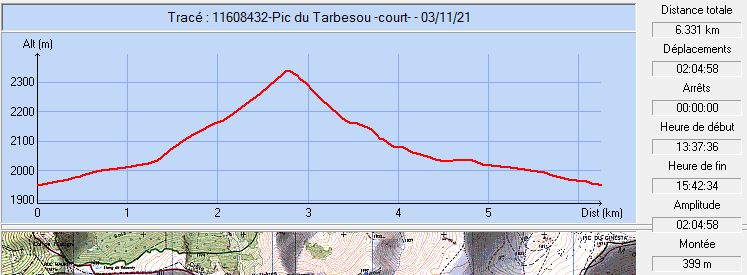 Tracé : 11608432-Pic du Tarbesou -court- - 03/11/21
Alt (m)
2300
2200
2100
2000
1900
0 1 2 3 4 5 Dist (km)
Distance totale
6.331 km
Déplacements
02:04:58
Arrêts
00:00:00
Heure de début
13:37:36
Heure de fin
15:42:34
Amplitude
02:04:58
Montée
399 m